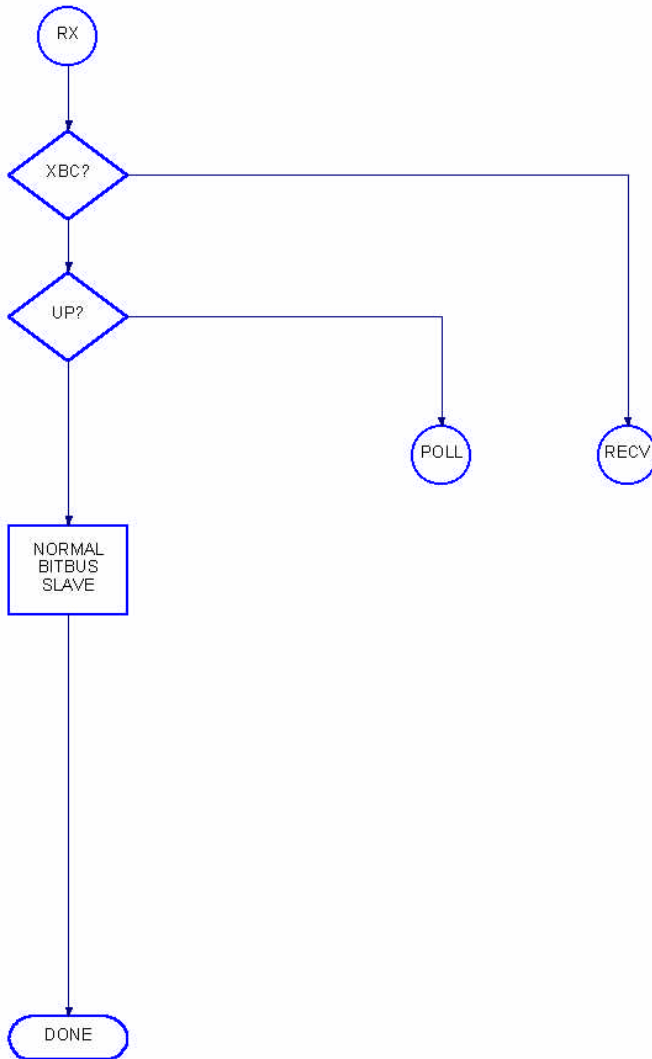 RX
XBC?
UP?
POLL
RECV
NORMAL
BITBUS
SLAVE
DONE